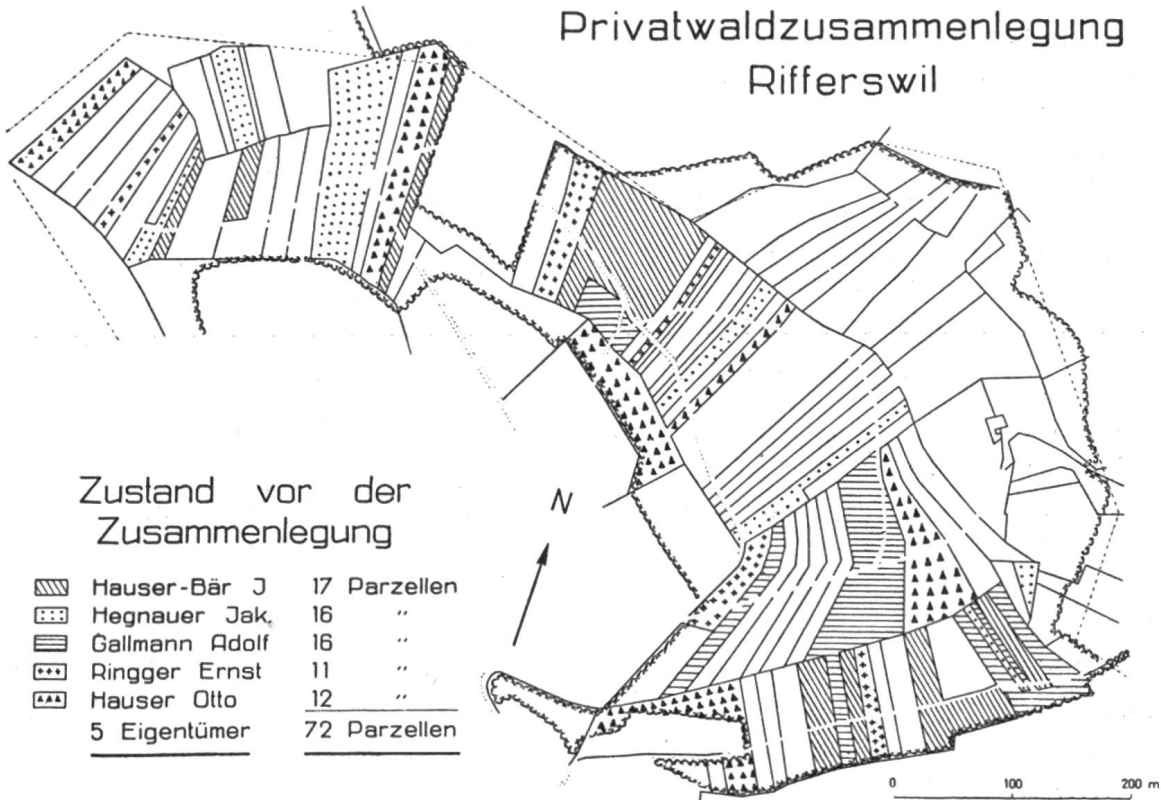 Privatwaldzusammenlegung
Rifferswil
N
Zustand vor der
Zusammenlegung
Hauser-Bär J 17 Parzellen
Hegnauer Jak. 16 "
Gallmann Adolf 16 "
Ringger Ernst 11 "
Hauser Otto 12 "
5 Eigentümer 72 Parzellen
0 100 200 m